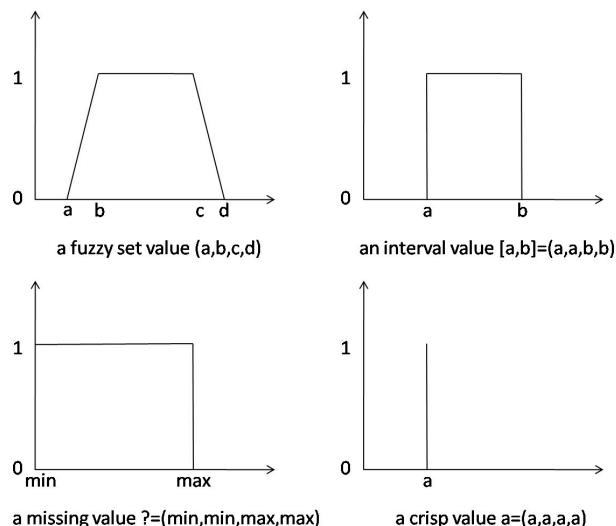 1
0
a
b
c
d
a fuzzy set value (a,b,c,d)
1
0
a
b
an interval value [a,b]=(a,a,b,b)
1
0
min
max
a missing value ?=(min,min,max,max)
1
0
a
a crisp value a=(a,a,a,a)